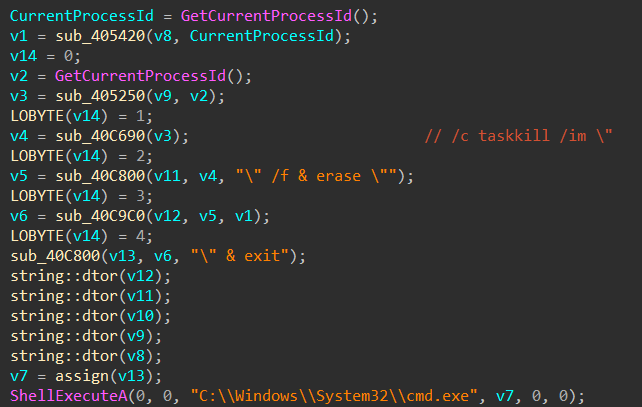 CurrentProcessId = GetCurrentProcessId();
v1 = sub_405420(v8, CurrentProcessId);
v14 = 0;
v2 = GetCurrentProcessId();
v3 = sub_405250(v9, v2);
LOBYTE(v14) = 1;
v4 = sub_40C690(v3); // /c taskkill /im \"
LOBYTE(v14) = 2;
v5 = sub_40C800(v11, v4, "\" /f & erase \"");
LOBYTE(v14) = 3;
v6 = sub_40C9C0(v12, v5, v1);
LOBYTE(v14) = 4;
sub_40C800(v13, v6, "\" & exit");
string::dtor(v12);
string::dtor(v11);
string::dtor(v10);
string::dtor(v9);
string::dtor(v8);
v7 = assign(v13);
ShellExecuteA(0, 0, "C:\\Windows\\System32\\cmd.exe", v7, 0, 0);